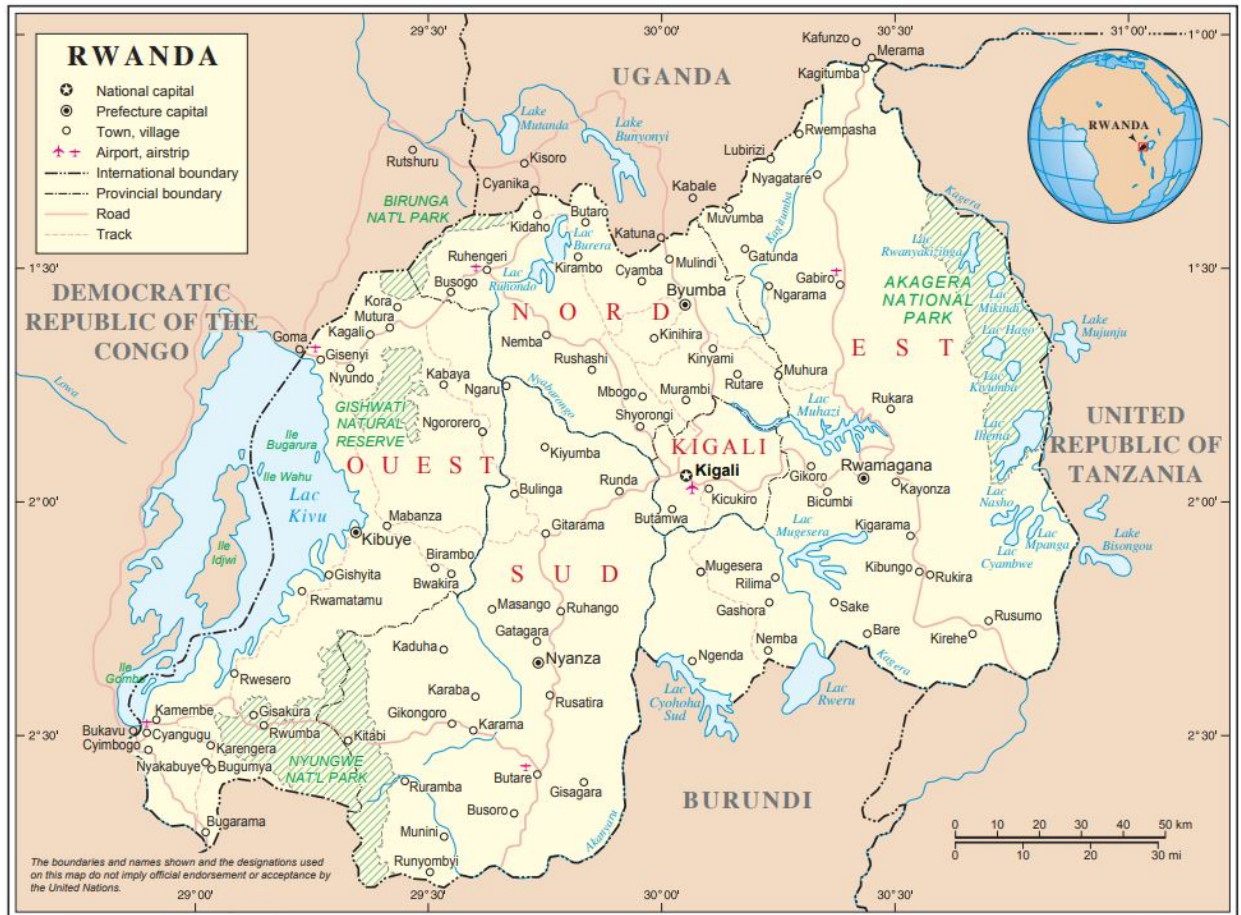 29°30'
30°00'
30°30'
31°00'
1°00'
RWANDA
National capital
Prefecture capital
Town, village
Airport, airstrip
International boundary
Provincial boundary
Road
Track
RWANDA
UGANDA
Kafunzo
Merama
Kagitumba
Lake
Mutanda
Lake
Bunyonyi
Rutshuru
Kisoro
Cyanika
Rwempasha
Lubirizi
Nyagatare
Kabale
Muvumba
Kagitumba
Kagera
BIRUNGA
NAT'L PARK
Kidaho
Butaro
Lac
Burera
Katuna
Ruhengeri
Kirambo
Lac
Ruhondo
Busogo
Cyamba
Mulindi
Gatunda
Gabiro
Ngarama
Byumba
Lac
Rwanyakizinga
1°30'
1°30'
AKAGERA
NATIONAL
PARK
Lac
Mikindi
Lac Hago
Lac
Kivumba
Lake
Mujunju
DEMOCRATIC
REPUBLIC OF THE
CONGO
Kora
Mutura
Kagali
Goma
Gisenyi
Nyundo
NORD
EST
Nemba
Kinihira
Kinyami
Rushashi
Mbogo
Murambi
Rutare
Muhura
Shyorongi
Kabaya
Ngaru
Nyabarongo
Lowa
GISHWATI
NATURAL
RESERVE
Ngororero
Lac
Muhazi
Rukara
Lac
Ihema
UNITED
REPUBLIC OF
TANZANIA
Ile
Bugarura
Ile Wahu
Lac
Kivu
OUEST
Kiyumba
KIGALI
Kigali
Gikoro
Rwamagana
Bulinga
Runda
Kicukiro
Bicumbi
Kayonza
Lac
Nasho
2°00'
2°00'
Mabanza
Kibuye
Gitarama
Butamwa
Lac
Mugesera
Kigarama
Lac
Mpanga
Lac
Cyambwe
Lake
Bisongou
Ile
Idjwi
Birambo
Bwakira
Gishyita
Rwamatamu
SUD
Mugesera
Rilima
Kibungo
Rukira
Masango
Ruhango
Gashora
Sake
Rusumo
Gatagara
Kaduha
Nyanza
Nemba
Bare
Kirehe
Ngenda
Kagera
Ile
Gombo
Rwesero
Karaba
Rusatira
Lac
Cyohoha
Sud
Lac
Rweru
Kamembe
Gisakura
Gikongoro
Karama
Bukavu
Cyangugu
Rwumba
Cyimbogo
Karengera
Kitabi
2°30'
2°30'
Nyakabuye
Bugumya
NYUNGWE
NAT'L PARK
Ruramba
Butare
Gisagara
BURUNDI
Busoro
Bugarama
Munini
Akanyaru
Runyombyi
0 10 20 30 40 50 km
0 10 20 30 mi
The boundaries and names shown and the designations used
on this map do not imply official endorsement or acceptance by
the United Nations.
29°00'
29°30'
30°00'
30°30'